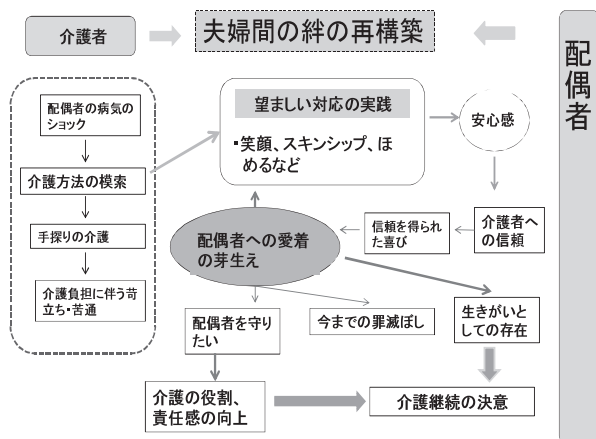 介護者
夫婦間の絆の再構築
配偶者
配偶者の病気の
ショック
介護方法の模索
手探りの介護
介護負担に伴う苛
立ち・苦通
望ましい対応の実践
・笑顔、スキンシップ、ほ
めるなど
安心感
介護者へ
の信頼
信頼を得られ
た喜び
配偶者への愛着
の芽生え
配偶者を守り
たい
今までの罪滅ぼし
生きがいと
しての存在
介護の役割、
責任感の向上
介護継続の決意